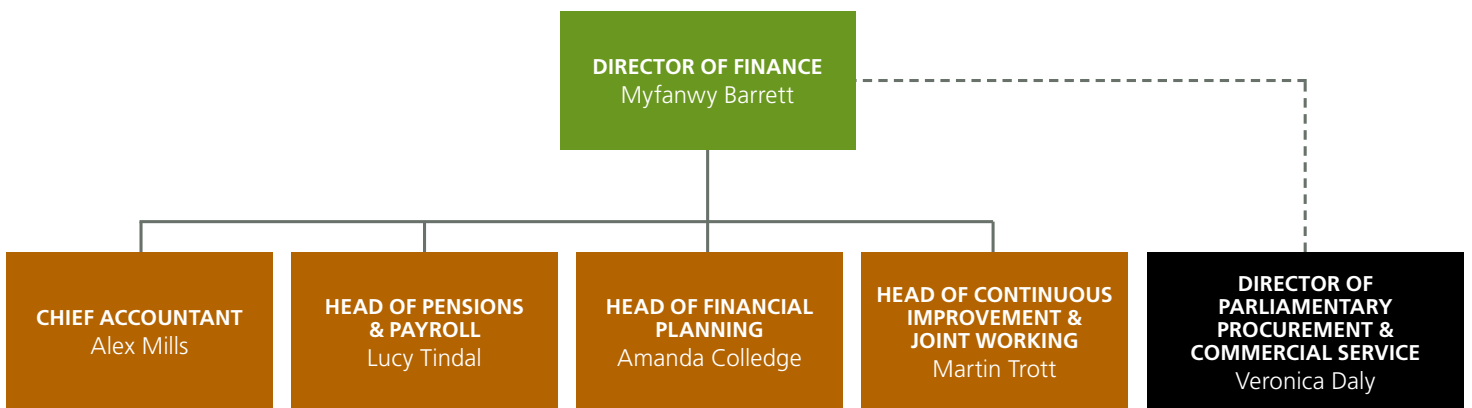 DIRECTOR OF FINANCE
Myfanwy Barrett
CHIEF ACCOUNTANT
Alex Mills
HEAD OF PENSIONS
& PAYROLL
Lucy Tindal
HEAD OF FINANCIAL
PLANNING
Amanda Colledge
HEAD OF CONTINUOUS
IMPROVEMENT &
JOINT WORKING
Martin Trott
DIRECTOR OF
PARLIAMENTARY
PROCUREMENT &
COMMERCIAL SERVICE
Veronica Daly